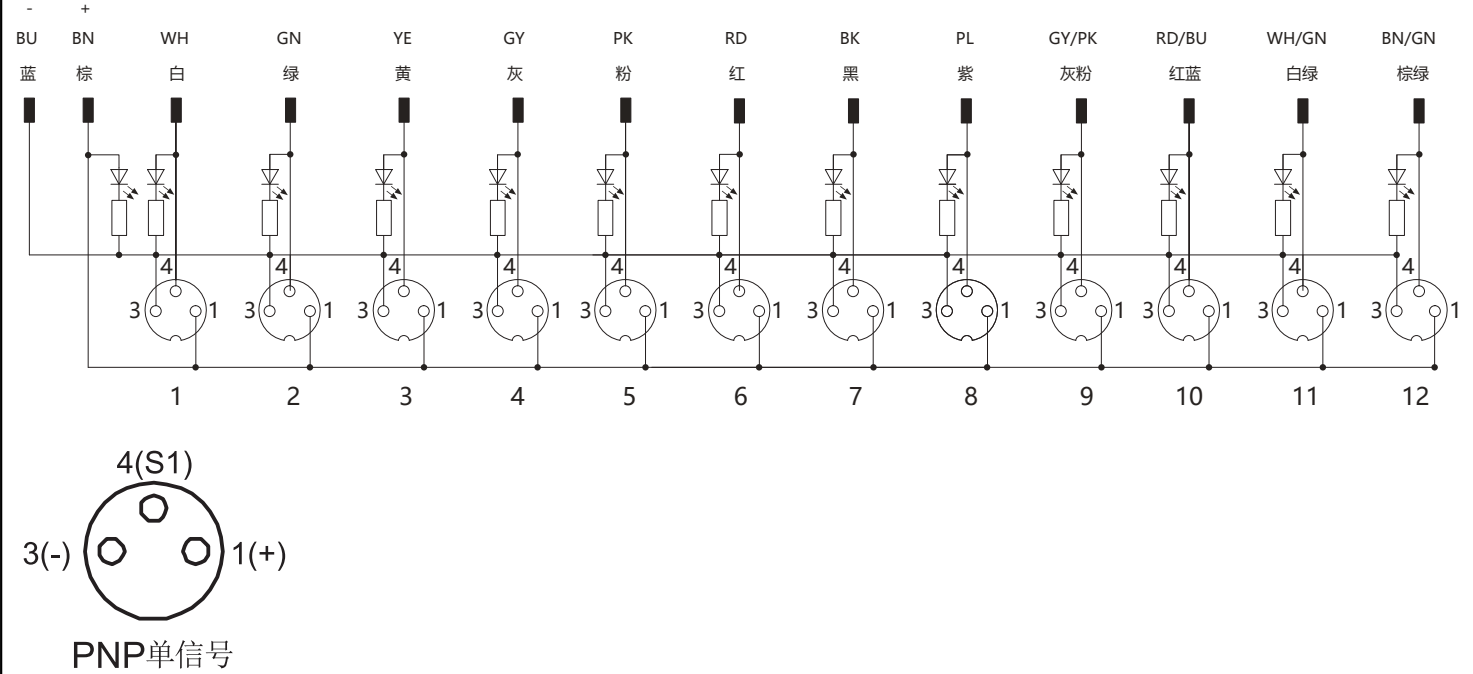 - +
BU BN WH GN YE GY PK RD BK PL GY/PK RD/BU WH/GN BN/GN
蓝 棕 白 绿 黄 灰 粉 红 黑 紫 灰粉 红蓝 白绿 棕绿
4 4 4 4 4 4 4 4 4 4 4 4
3 1 3 1 3 1 3 1 3 1 3 1 3 1 3 1 3 1 3 1 3 1 3 1
1 2 3 4 5 6 7 8 9 10 11 12
4(S1)
3(-) 1(+)
PNP单信号